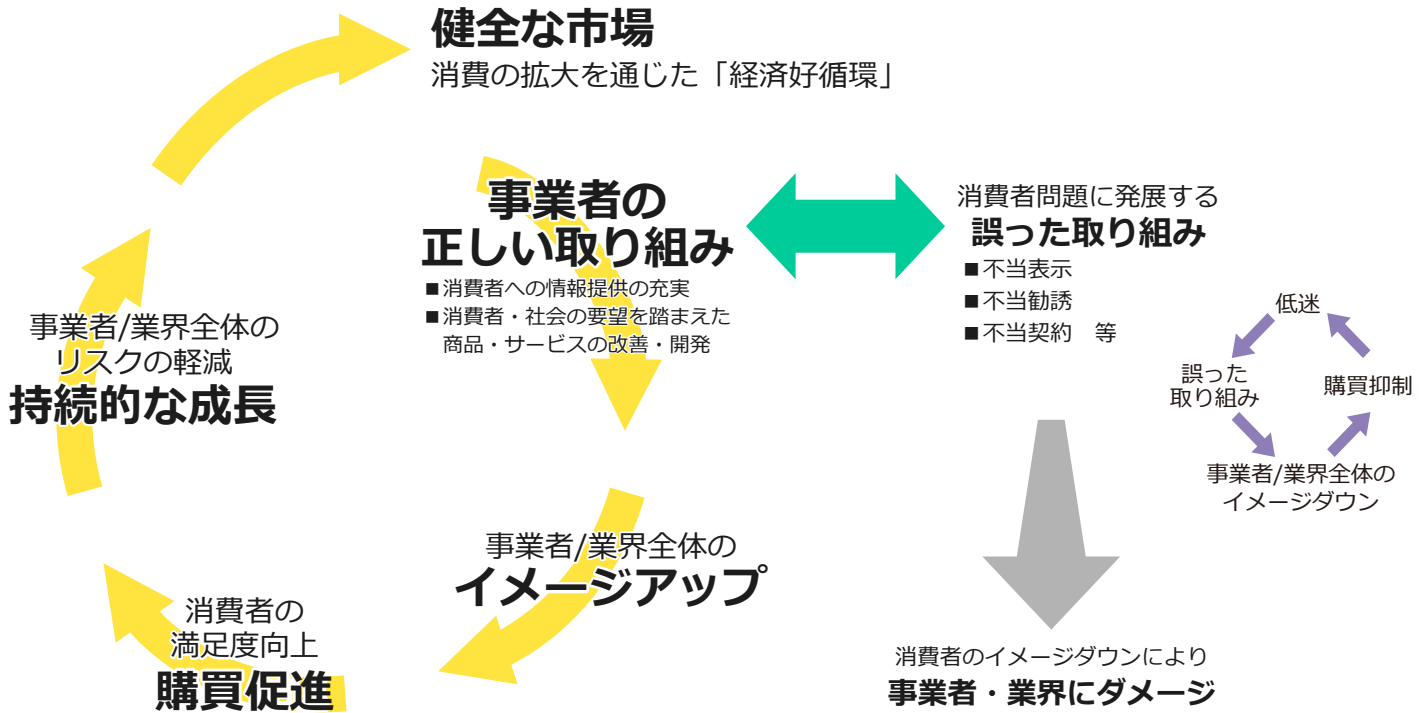 健全な市場
消費の拡大を通じた「経済好循環」
事業者の
正しい取り組み
■消費者への情報提供の充実
■消費者・社会の要望を踏まえた
商品・サービスの改善・開発
消費者問題に発展する
誤った取り組み
■不当表示
■不当勧誘
■不当契約　等
低迷
誤った
取り組み
購買抑制
事業者/業界全体の
イメージダウン
事業者/業界全体の
リスクの軽減
持続的な成長
事業者/業界全体の
イメージアップ
消費者の
満足度向上
購買促進
消費者のイメージダウンにより
事業者・業界にダメージ